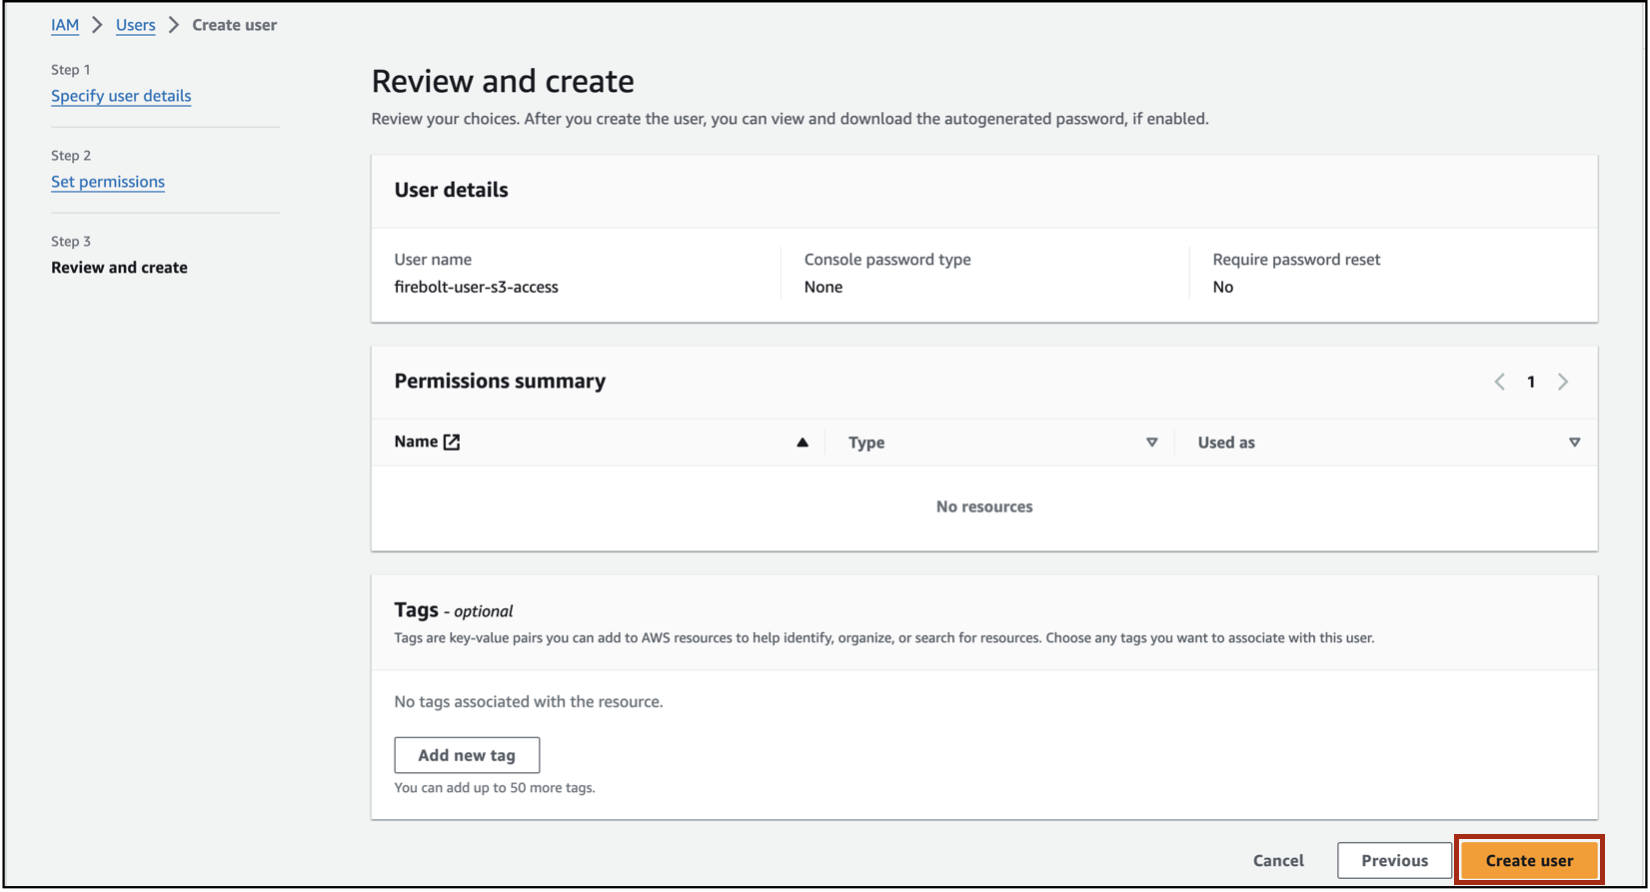 IAM > Users > Create user
Step 1
Specify user details
Step 2
Set permissions
Step 3
Review and create
Review and create
Review your choices. After you create the user, you can view and download the autogenerated password, if enabled.
User details
User name
firebolt-user-s3-access
Console password type
None
Require password reset
No
Permissions summary
1
Name Type Used as
No resources
Tags - optional
Tags are key-value pairs you can add to AWS resources to help identify, organize, or search for resources. Choose any tags you want to associate with this user.
No tags associated with the resource.
Add new tag
You can add up to 50 more tags.
Cancel Previous Create user